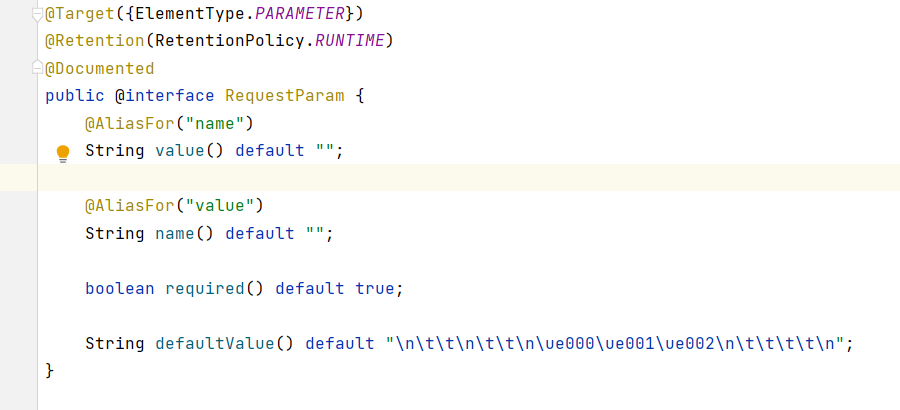 @Target({ElementType.PARAMETER})
@Retention(RetentionPolicy.RUNTIME)
@Documented
public @interface RequestParam {
    @AliasFor("name")
    String value() default "";
    @AliasFor("value")
    String name() default "";
    boolean required() default true;
    String defaultValue() default "\n\t\t\n\t\t\n\ue000\ue001\ue002\n\t\t\t\t\n";
}